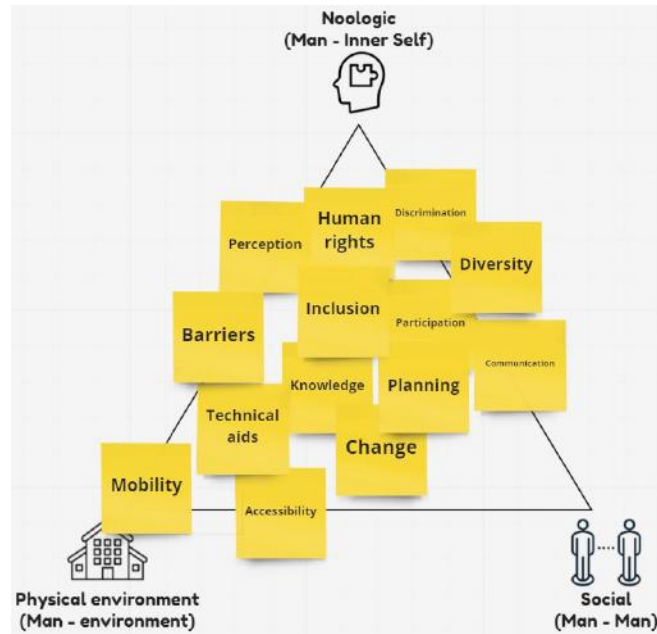 Noologic
(Man - Inner Self)
Discrimination
Human
rights
Perception
Diversity
Inclusion
Participation
Barriers
Communication
Knowledge
Planning
Technical
aids
Change
Mobility
Accessibility
Physical environment
(Man - environment)
Social
(Man - Man)